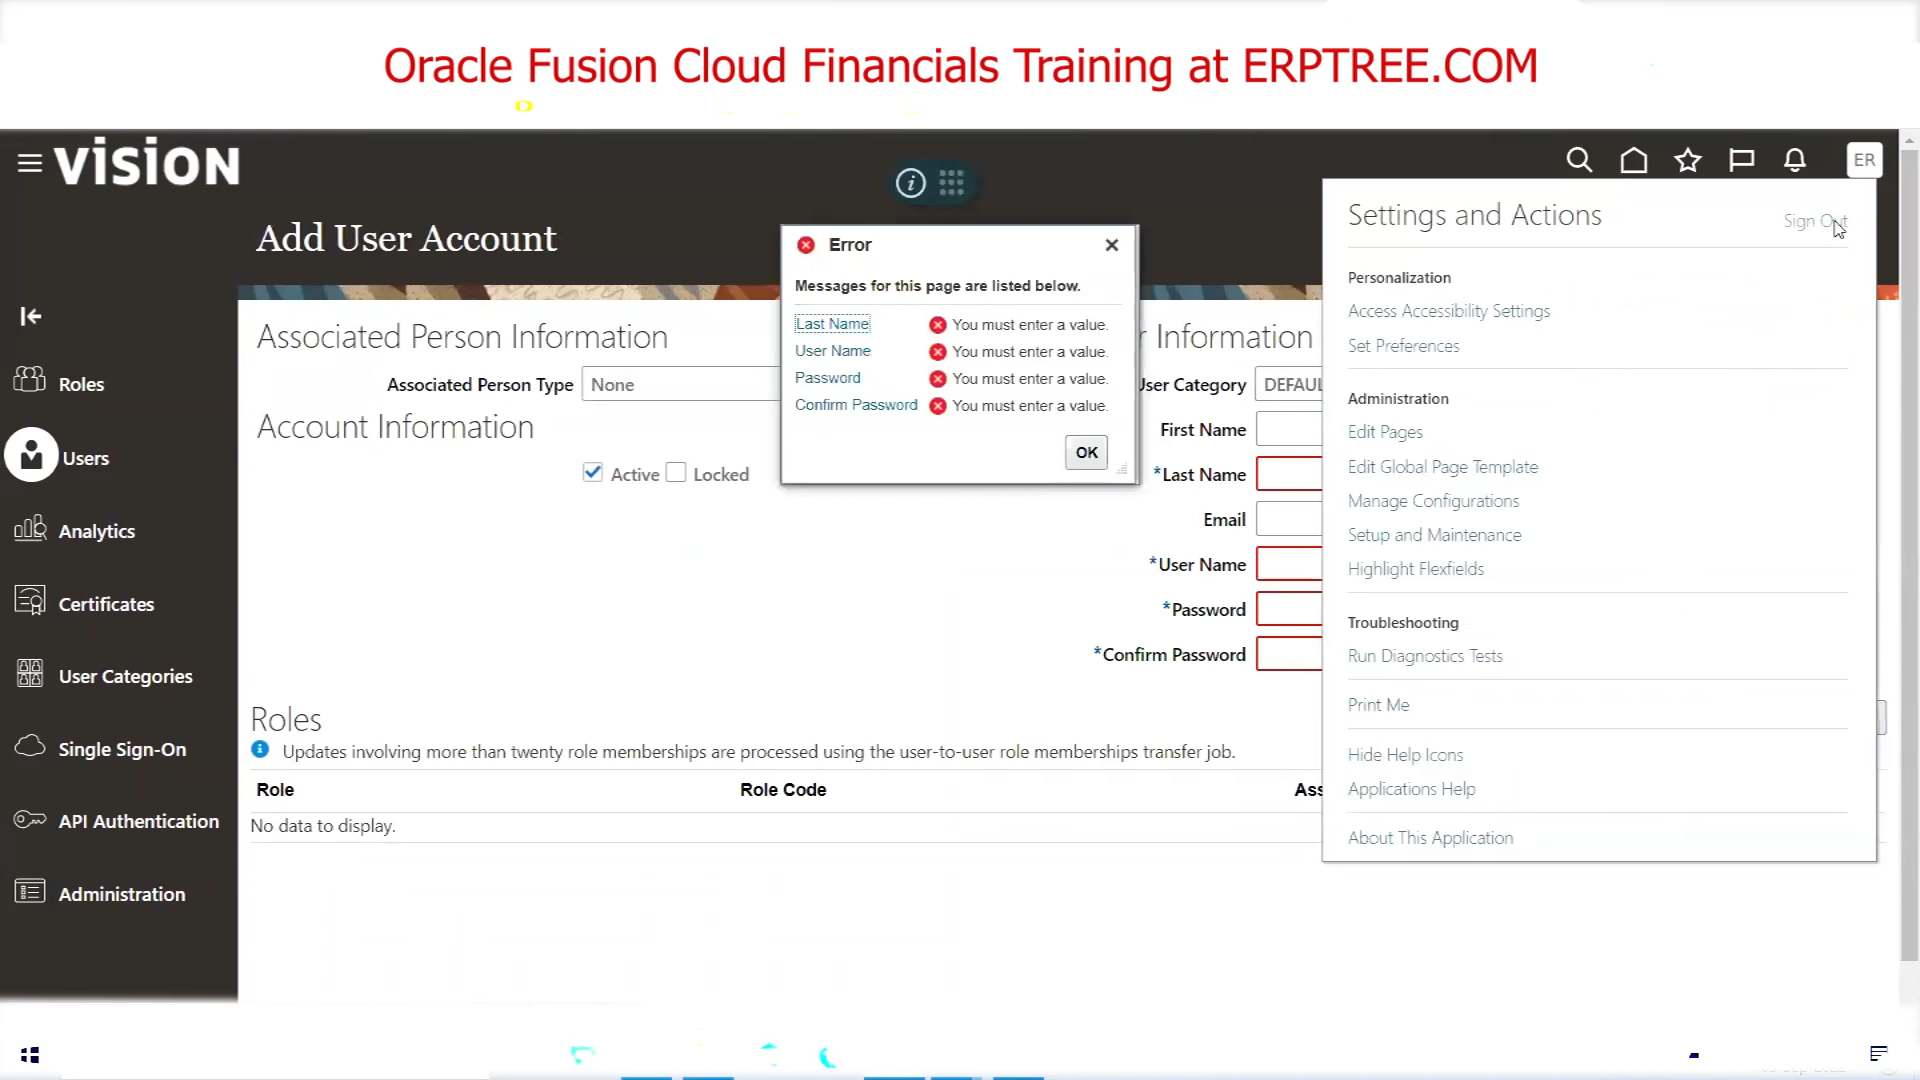 Oracle Fusion Cloud Financials Training at ERPTREE.COM
vision
ER
Add User Account
Error
Messages for this page are listed below.
Last Name You must enter a value.
User Name You must enter a value.
Password You must enter a value.
Confirm Password You must enter a value.
OK
Settings and Actions
Sign Out
Personalization
Access Accessibility Settings
Set Preferences
Administration
Edit Pages
Edit Global Page Template
Manage Configurations
Setup and Maintenance
Highlight Flexfields
Troubleshooting
Run Diagnostics Tests
Print Me
Hide Help Icons
Applications Help
About This Application
Roles
Users
Analytics
Certificates
User Categories
Single Sign-On
API Authentication
Administration
Associated Person Information
Associated Person Type None
Account Information
Active Locked
Information
User Category DEFAUL
First Name
*Last Name
Email
*User Name
*Password
*Confirm Password
Roles
Updates involving more than twenty role memberships are processed using the user-to-user role memberships transfer job.
Role Role Code Ass
No data to display.